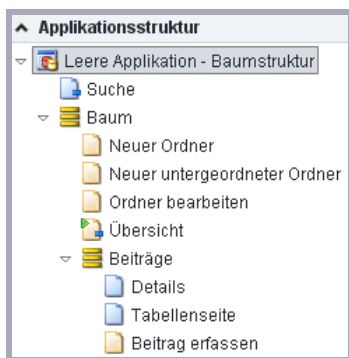 Applikationsstruktur
Leere Applikation - Baumstruktur
Suche
Baum
Neuer Ordner
Neuer untergeordneter Ordner
Ordner bearbeiten
Übersicht
Beiträge
Details
Tabellenseite
Beitrag erfassen